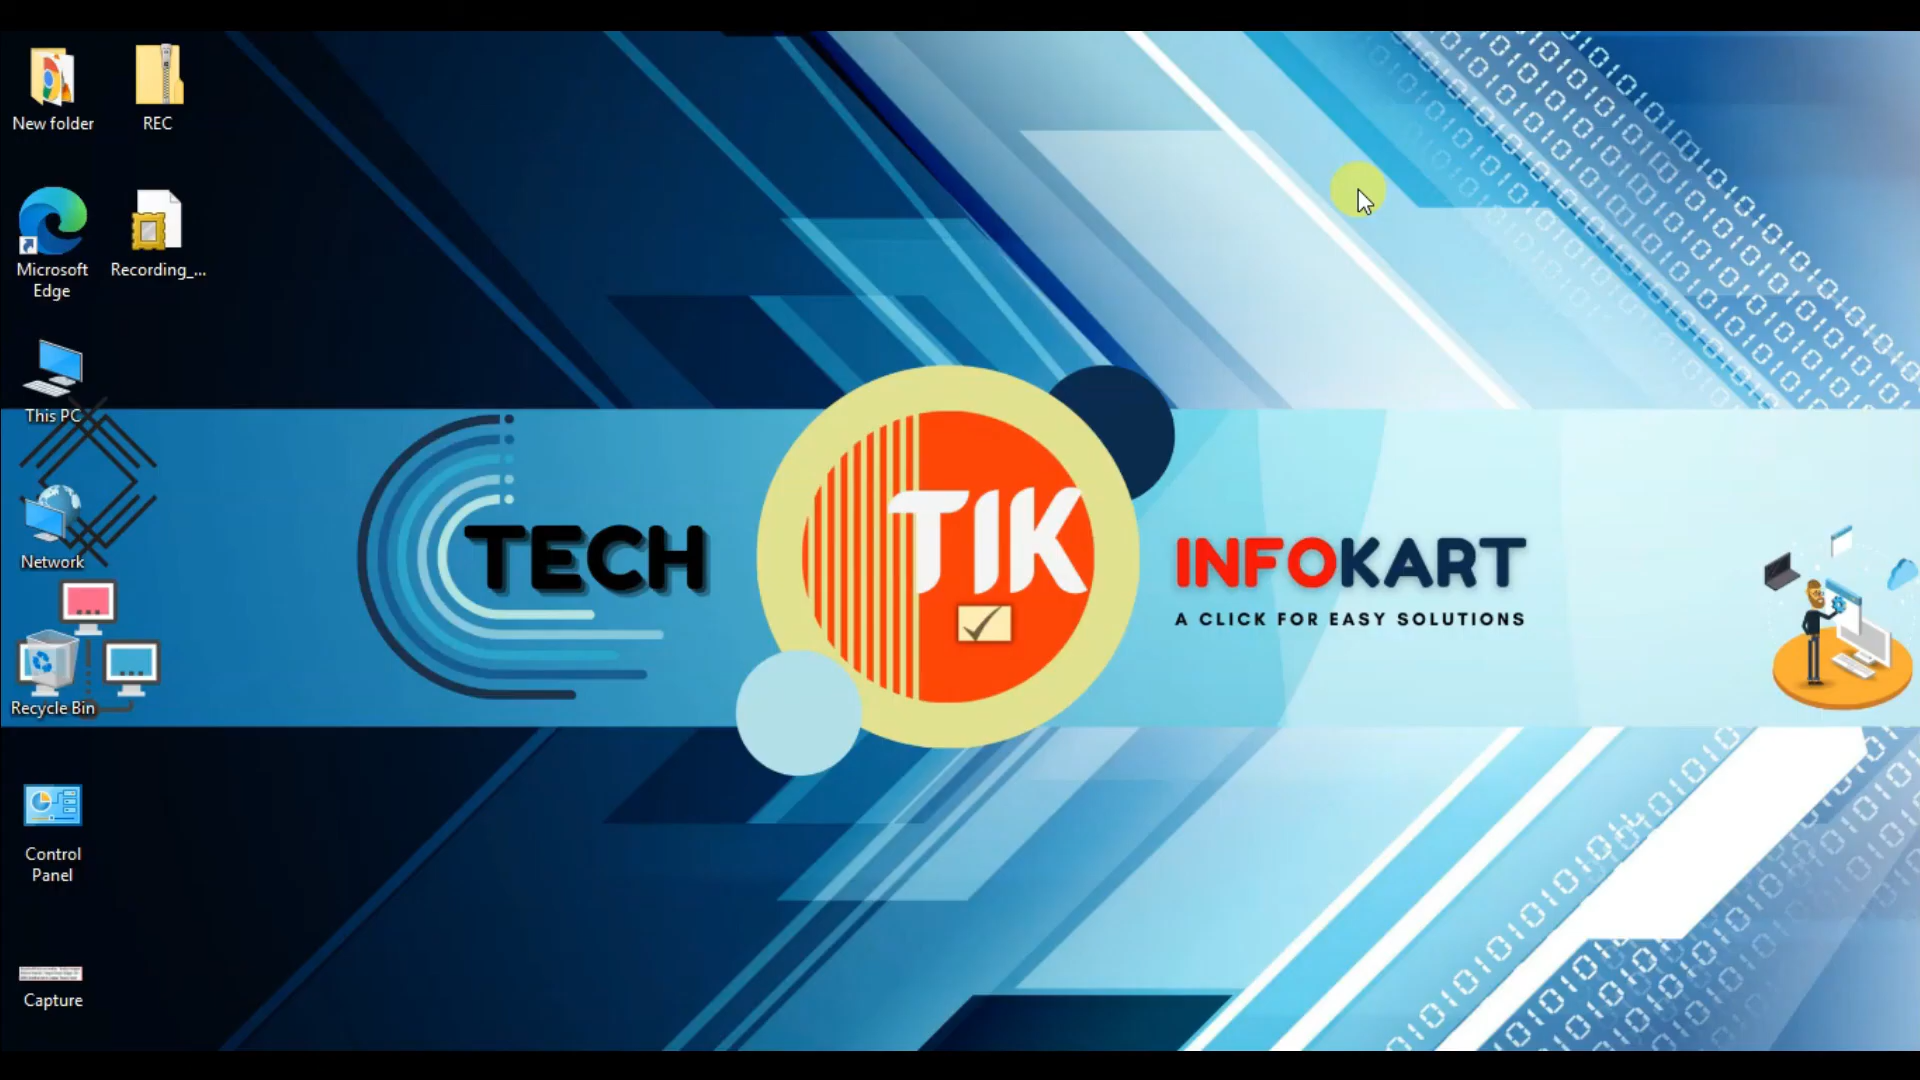 New folder
REC
Microsoft
Edge
Recording_...
This PC
Network
Recycle Bin
Control
Panel
Capture
TECH
TIK
INFOKART
A CLICK FOR EASY SOLUTIONS